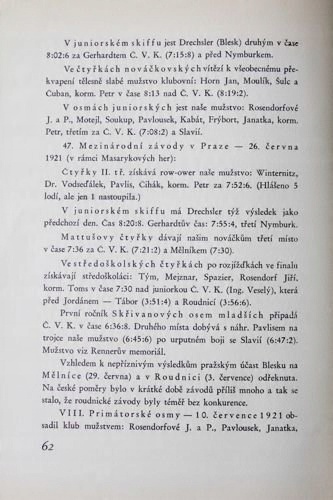 V juniorském skiffu jest Drechsler (Blesk) druhým v čase
8:02:6 za Gerhardtem Č. V. K. (7:15:8) a před Nymburkem.
Ve čtyřkách nováčkovských vítězí k všeobecnému pře-
kvapení tělesně slabé mužstvo klubovní: Horn Jan, Moulík, Šulc a
Čuban, korm. Petr v čase 8:13 nad Č. V. K. (8:19:2).
V osmách juniorských jest naše mužstvo: Rosendorfové
J. a P., Motejl, Soukup, Pavlousek, Kabát, Frýbort, Janatka, korm.
Petr, třetím za Č. V. K. (7:08:2) a Slavií.
47. Mezinárodní závody v Praze — 26. června
1921 (v rámci Masarykových her):
Čtyřky II. tř. získává row-ower naše mužstvo: Winternitz,
Dr. Vodseďálek, Pavlis, Čihák, korm. Petr za 7:52:6. (Hlášeno 5
lodí, ale jen 1 nastoupila.)
V juniorském skiffu má Drechsler týž výsledek jako
předchozí den. Čas 8:20:8. Gerhardtův čas: 7:55:4, třetí Nymburk.
Mattušovy čtyřky dávají našim nováčkům třetí místo
v čase 7:36 za Č. V. K. (7:21:2) a Mělníkem (7:30).
Ve středoškolských čtyřkách po rozjížďkách ve finalu
získávají středoškoláci: Tým, Mejznar, Spazier, Rosendorf Jiří,
korm. Toms v čase 7:30 nad juniorkou Č. V. K. (Ing. Veselý), která
před Jordánem — Tábor (3:51:4) a Roudnicí (3:56:6).
První ročník Skřivanových osem mladších připadá
Č. V. K. v čase 6:36:8. Druhého místa dobývá s náhr. Pavlisem na
trojce naše mužstvo (6:45:6) po urputném boji se Slavií (6:47:2).
Mužstvo viz Rennerův memoriál.
Vzhledem k nepříznivým výsledkům pražským účast Blesku na
Mělníce (29. června) a v Roudnici (3. července) odřeknuta.
Na české poměry bylo v krátké době závodů příliš mnoho a tak se
stalo, že roudnické závody byly téměř bez konkurence.
VIII. Primátorské osmy — 10. července 1921 ob-
sadil klub mužstvem: Rosendorfové J. a P., Pavlousek, Janatka,
62